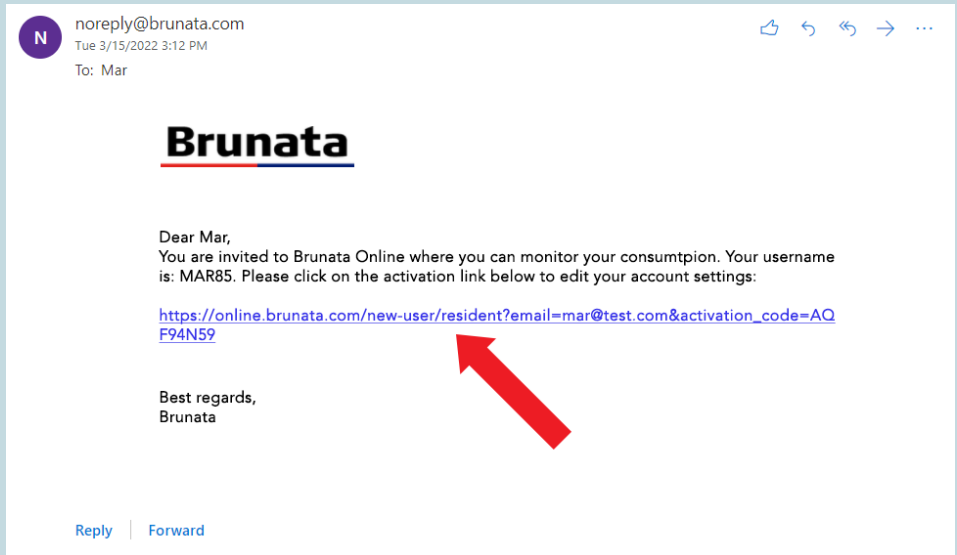 N
noreply@brunata.com
Tue 3/15/2022 3:12 PM
To: Mar
Brunata
Dear Mar,
You are invited to Brunata Online where you can monitor your consumtpion. Your username
is: MAR85. Please click on the activation link below to edit your account settings:
https://online.brunata.com/new-user/resident?email=mar@test.com&activation_code=AQ
F94N59
Best regards,
Brunata
Reply
Forward